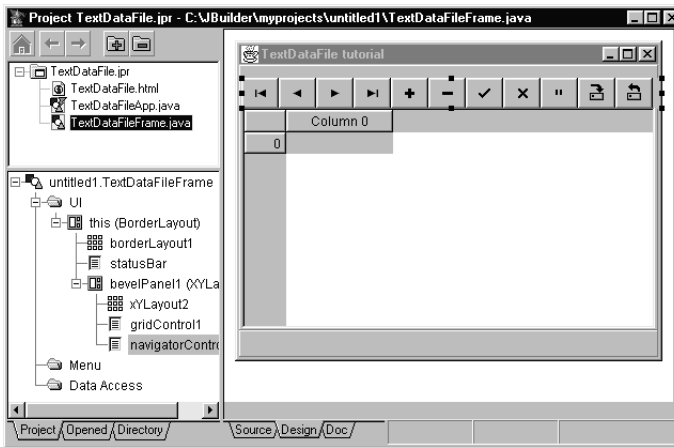 Project TextDataFile.jpr - C:\JBuilder\myprojects\untitled1\TextDataFileFrame.java
TextDataFile.jpr
TextDataFile.html
TextDataFileApp.java
TextDataFileFrame.java
untitled1.TextDataFileFrame
UI
this (BorderLayout)
borderLayout1
statusBar
bevelPanel1 (XYLa
xYLayout2
gridControl1
navigatorContro
Menu
Data Access
Project
Opened
Directory
TextDataFile tutorial
Column 0
0
Source
Design
Doc